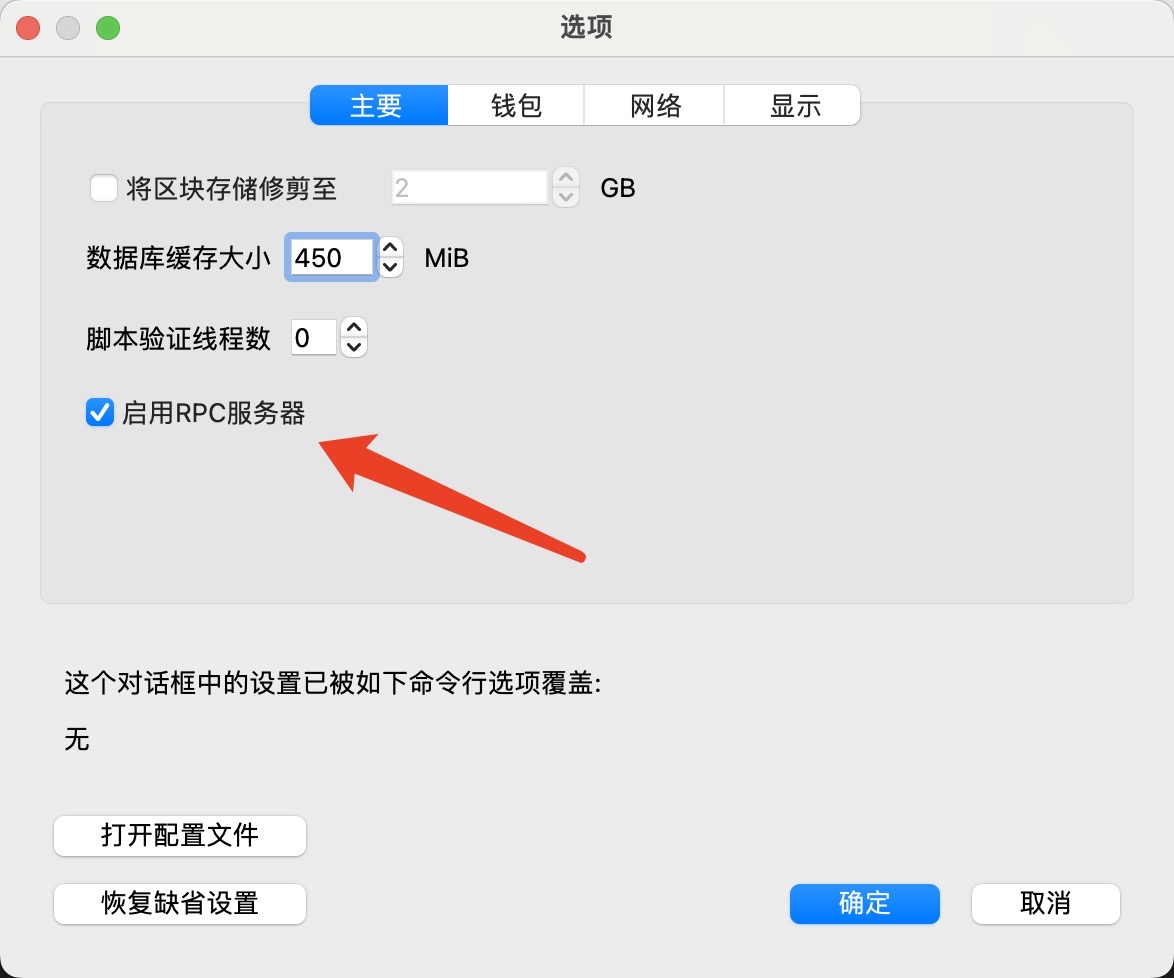 选项
主要 钱包 网络 显示
将区块存储修剪至 2 GB
数据库缓存大小 450 MiB
脚本验证线程数 0
启用RPC服务器
这个对话框中的设置已被如下命令行选项覆盖:
无
打开配置文件
恢复缺省设置 确定 取消